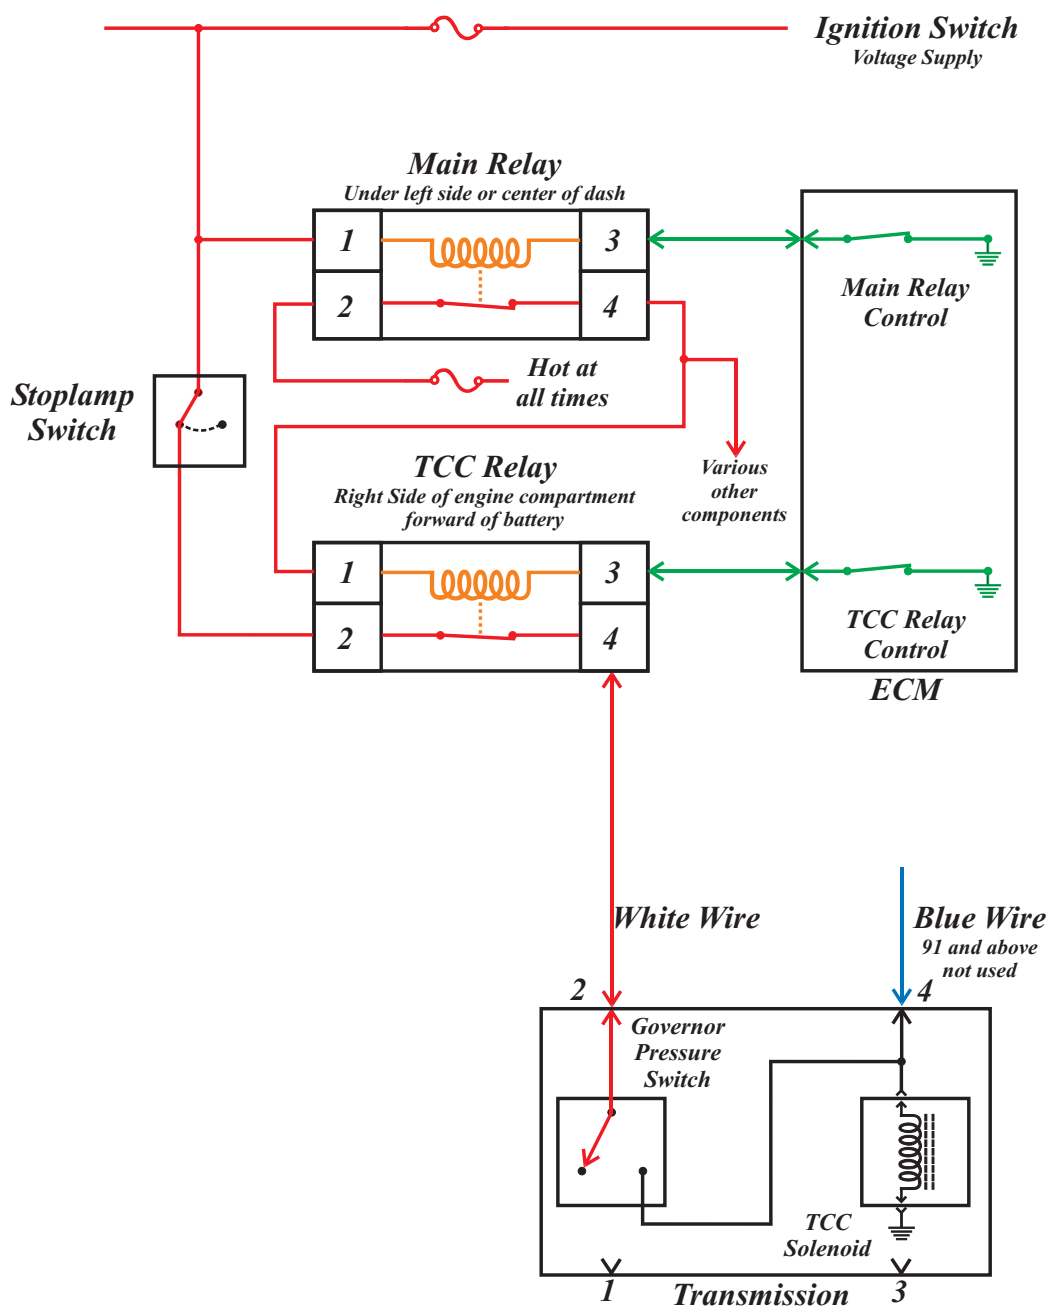 Ignition Switch
Voltage Supply
Main Relay
Under left side or center of dash
1
3
2
4
Main Relay
Control
Hot at
all times
Stoplamp
Switch
TCC Relay
Right Side of engine compartment
forward of battery
Various
other
components
1
3
2
4
TCC Relay
Control
ECM
White Wire
Blue Wire
91 and above
not used
2
4
Governor
Pressure
Switch
TCC
Solenoid
1
Transmission
3